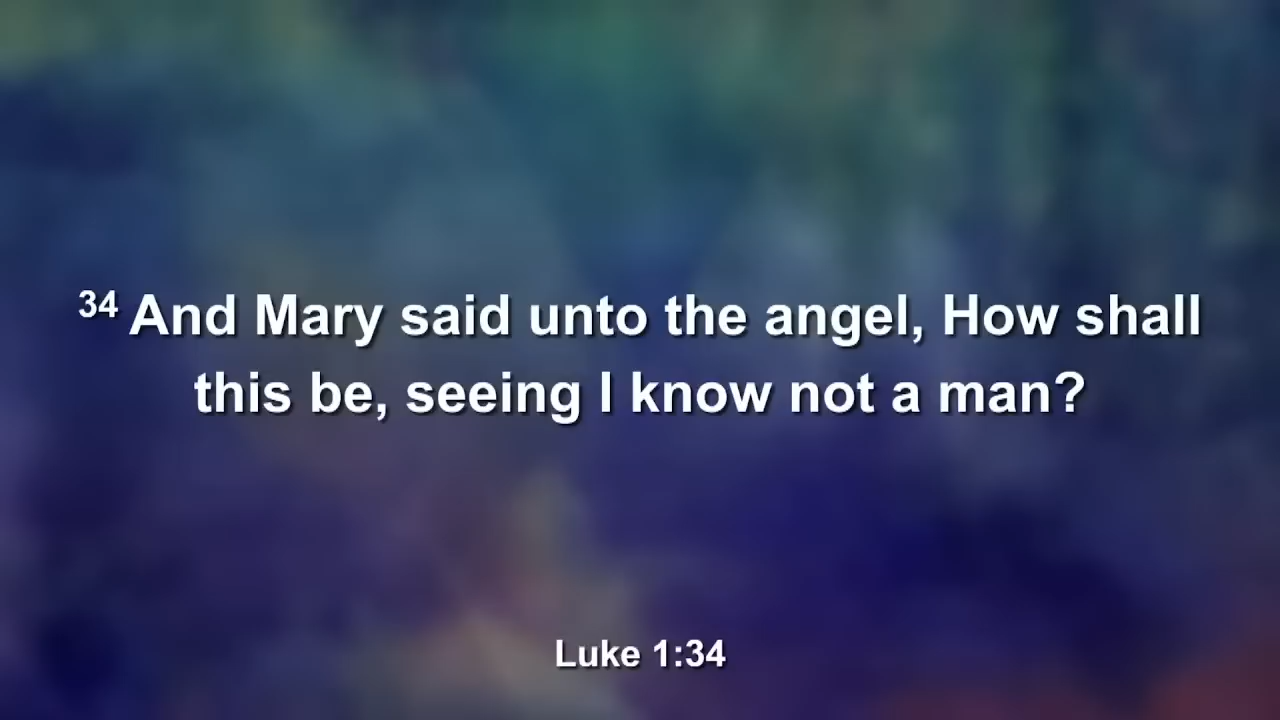 34 And Mary said unto the angel, How shall
this be, seeing I know not a man?
Luke 1:34